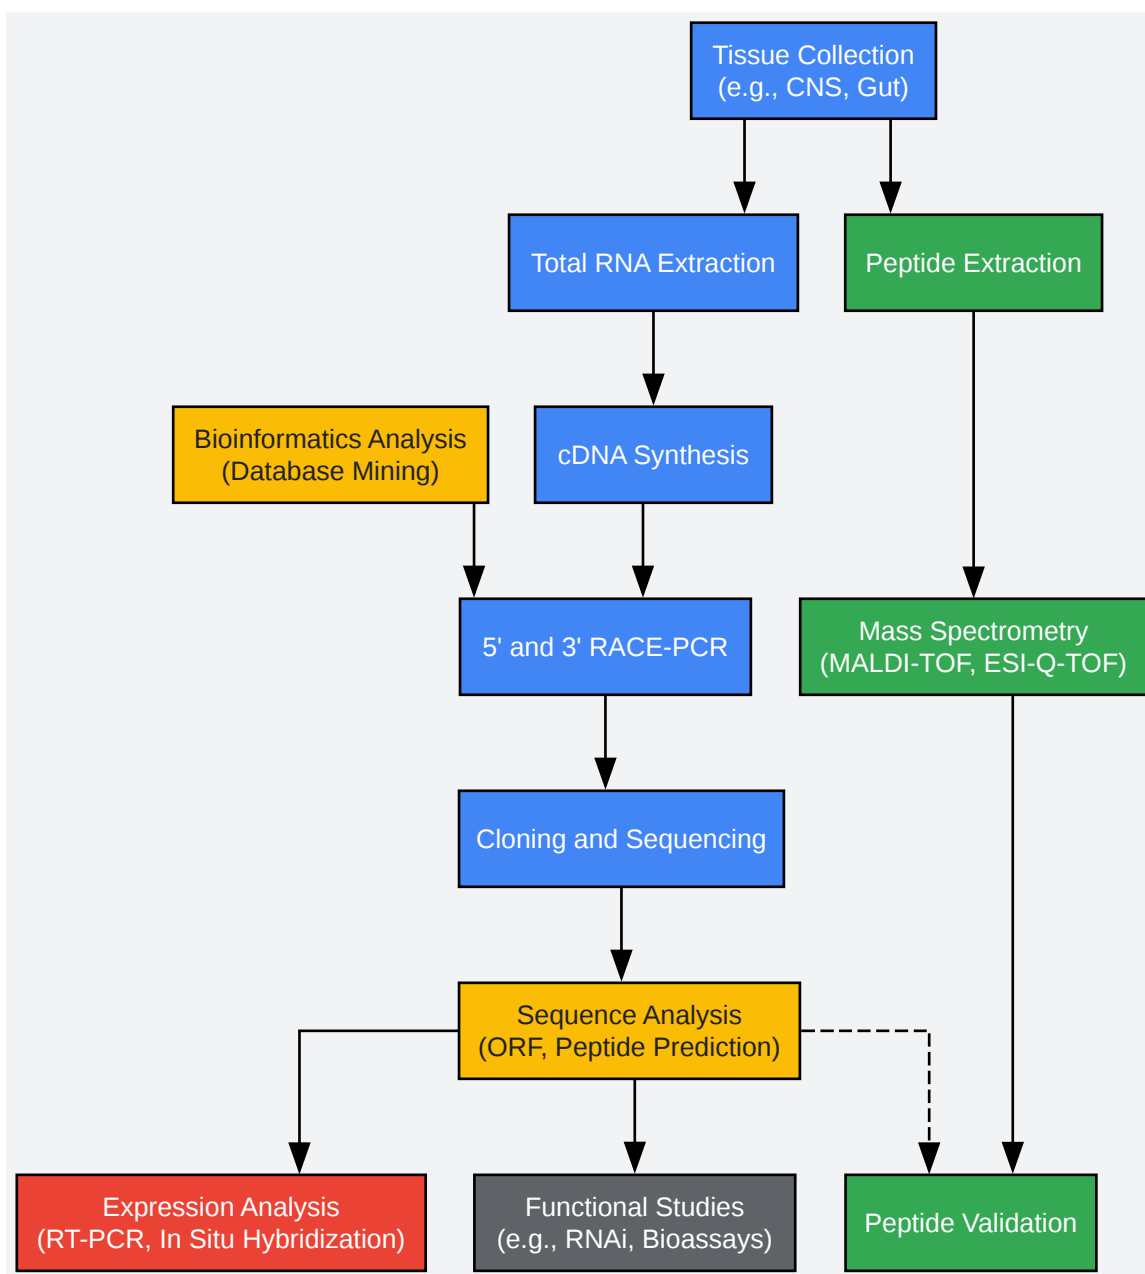 Tissue Collection
(e.g., CNS, Gut)
Total RNA Extraction
Peptide Extraction
Bioinformatics Analysis
(Database Mining)
cDNA Synthesis
5' and 3' RACE-PCR
Mass Spectrometry
(MALDI-TOF, ESI-Q-TOF)
Cloning and Sequencing
Sequence Analysis
(ORF, Peptide Prediction)
Expression Analysis
(RT-PCR, In Situ Hybridization)
Functional Studies
(e.g., RNAi, Bioassays)
Peptide Validation